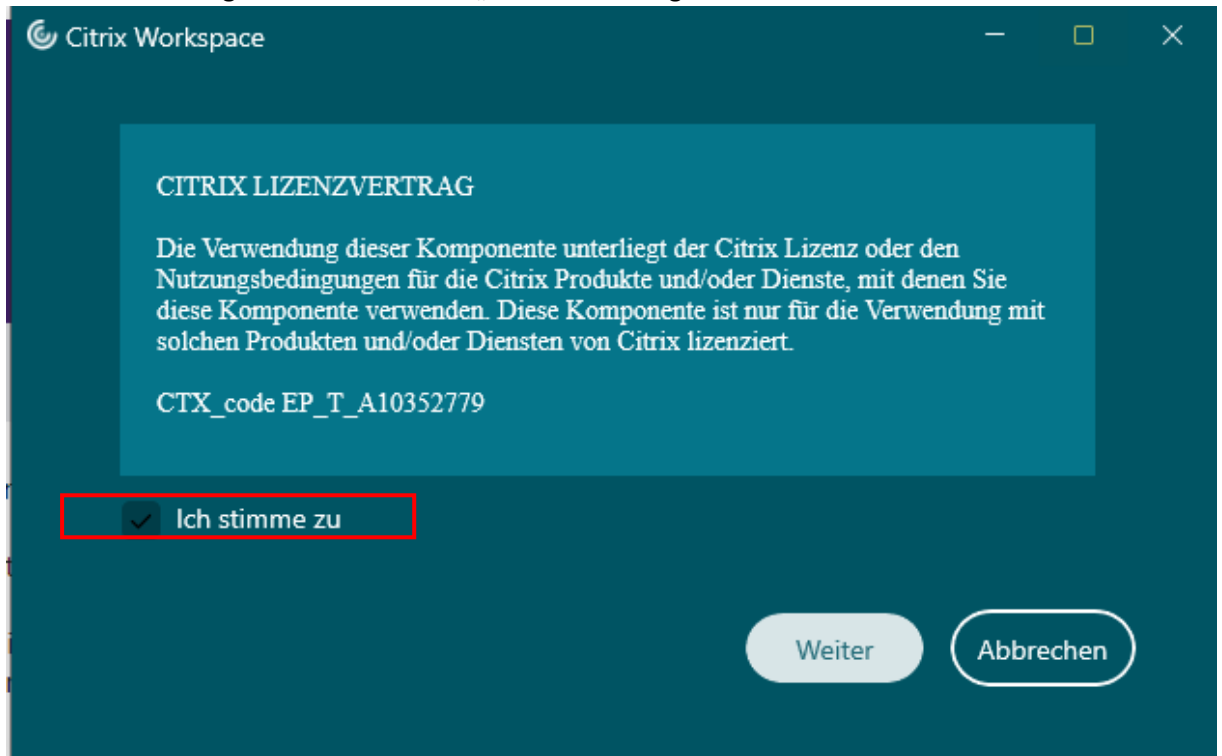 Citrix Workspace
CITRIX LIZENZVERTRAG
Die Verwendung dieser Komponente unterliegt der Citrix Lizenz oder den
Nutzungsbedingungen für die Citrix Produkte und/oder Dienste, mit denen Sie
diese Komponente verwenden. Diese Komponente ist nur für die Verwendung mit
solchen Produkten und/oder Diensten von Citrix lizenziert.
CTX_code EP_T_A10352779
Ich stimme zu
Weiter
Abbrechen